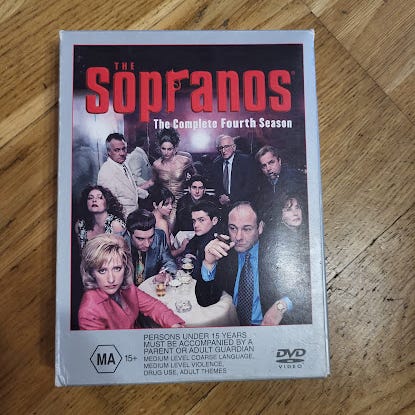 THE
Sopranos
The Complete Fourth Season
PERSONS UNDER 15 YEARS
MUST BE ACCOMPANIED BY A
PARENT OR ADULT GUARDIAN
MEDIUM LEVEL COARSE LANGUAGE,
MEDIUM LEVEL VIOLENCE,
DRUG USE, ADULT THEMES
MA 15+
DVD
VIDEO